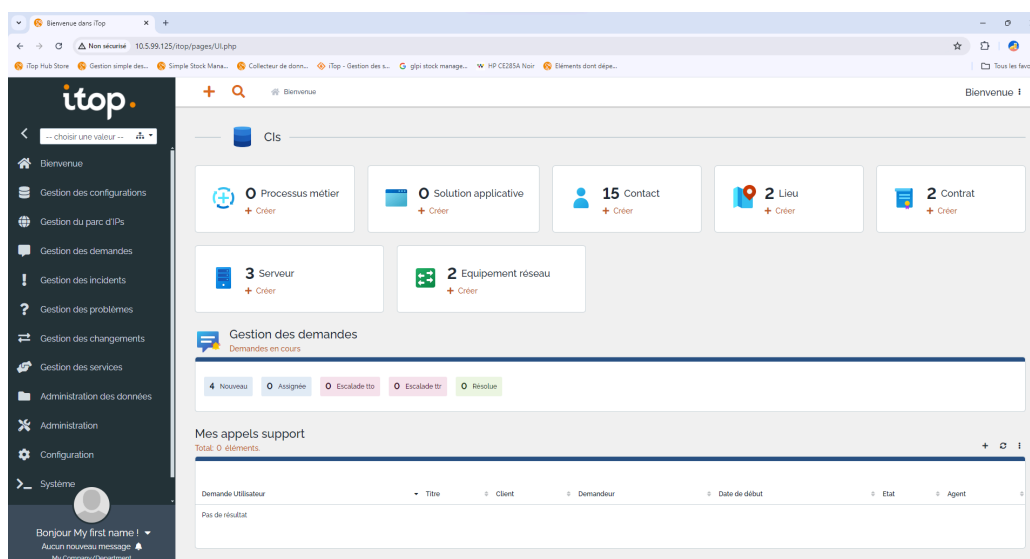 Bienvenue dans iTop
Non sécurisé 10.5.99.125/itop/pages/UI.php
iTop Hub Store Gestion simple des... Simple Stock Mana... Collecteur de donn... iTop - Gestion des s... glpi stock manage... HP CE285A Noir Éléments dont dépe... Tous les favo
itop.
Bienvenue
Bienvenue
-- choisir une valeur --
Bienvenue
Gestion des configurations
Gestion du parc d'IPs
Gestion des demandes
Gestion des incidents
Gestion des problèmes
Gestion des changements
Gestion des services
Administration des données
Administration
Configuration
Système
Bonjour My first name !
Aucun nouveau message
My Company/Department
CIs
0 Processus métier
+ Créer
0 Solution applicative
+ Créer
15 Contact
+ Créer
2 Lieu
+ Créer
2 Contrat
+ Créer
3 Serveur
+ Créer
2 Equipement réseau
+ Créer
Gestion des demandes
Demandes en cours
4 Nouveau 0 Assignée 0 Escalade tto 0 Escalade ttr 0 Résolue
Mes appels support
Total: 0 éléments.
Demande Utilisateur Titre Client Demandeur Date de début Etat Agent
Pas de résultat